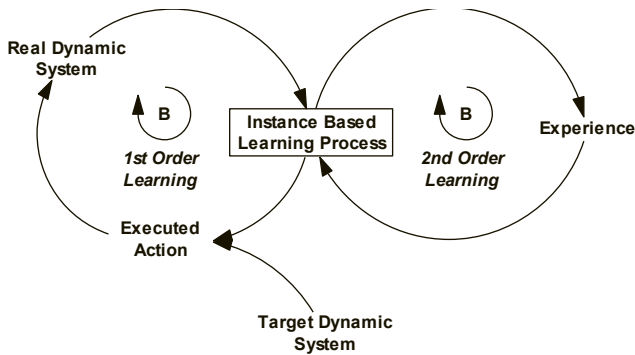 Real Dynamic
System
B
1st Order
Learning
Instance Based
Learning Process
B
2nd Order
Learning
Experience
Executed
Action
Target Dynamic
System